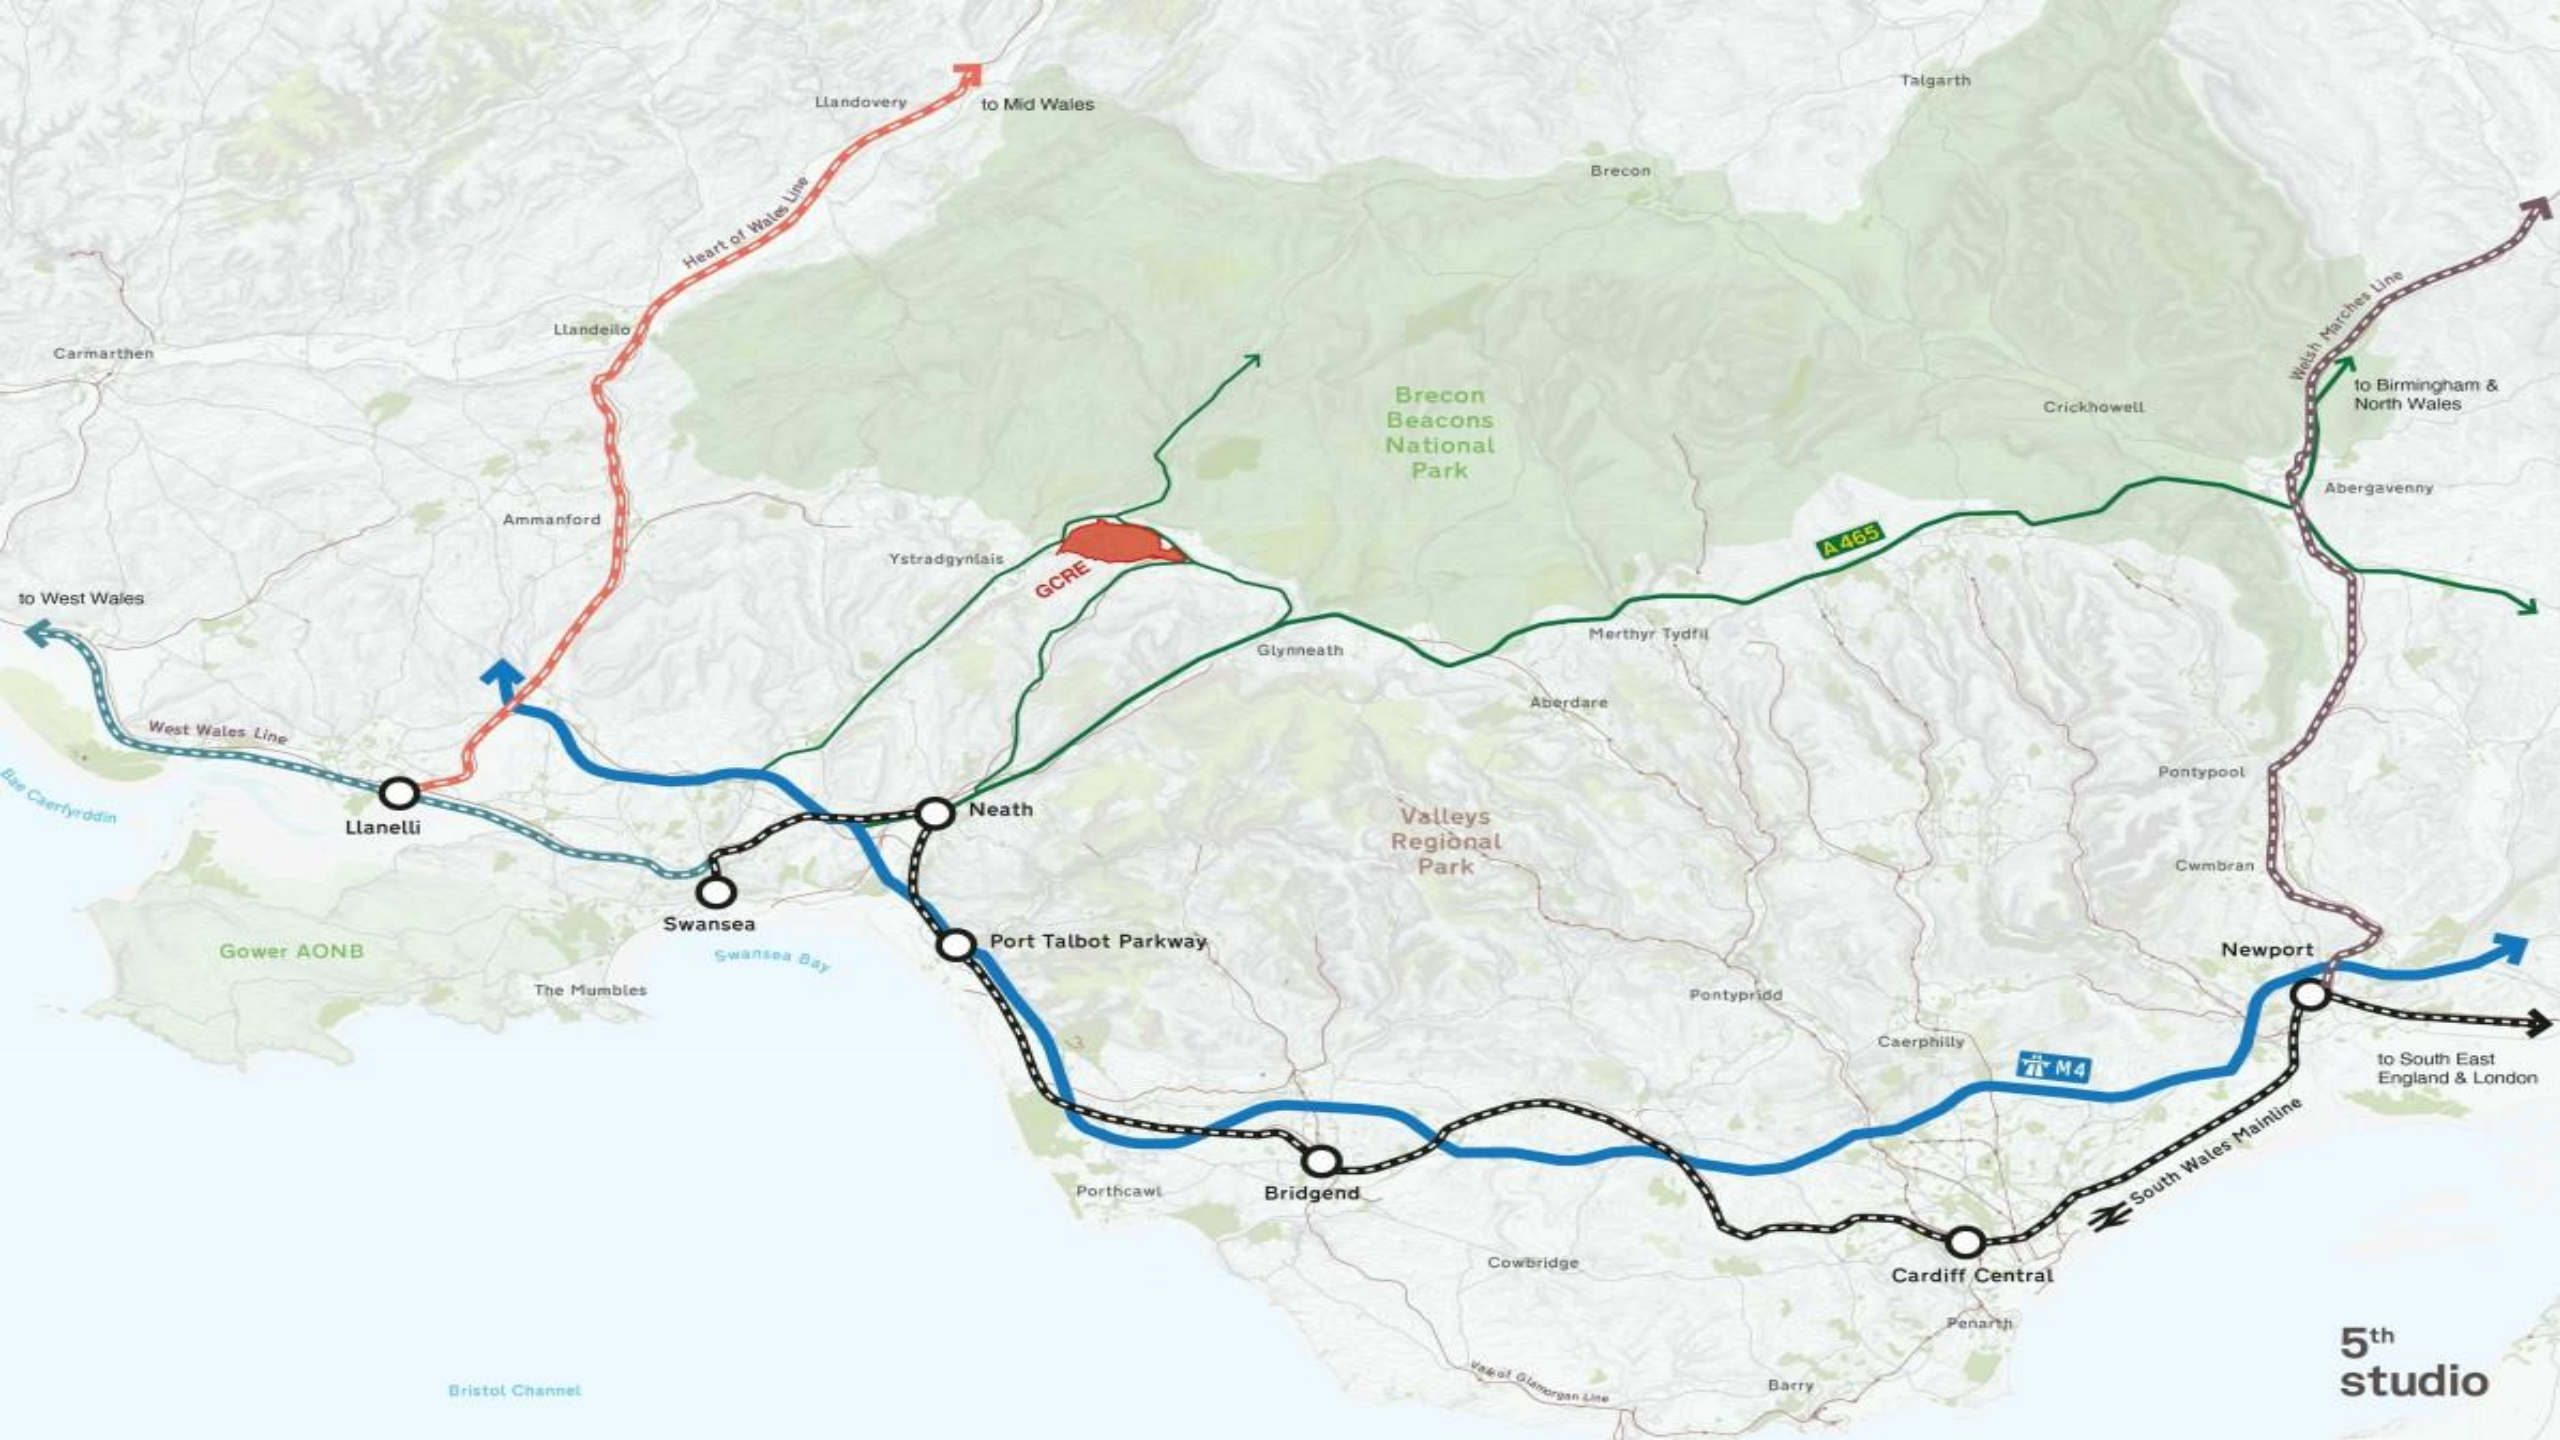 Talgarth
Llandovery
to Mid Wales
Brecon
Heart of Wales Line
Welsh Marches Line
Llandeilo
Carmarthen
to Birmingham &
North Wales
Brecon
Beacons
National
Park
Crickhowell
Abergavenny
Ammanford
A465
Ystradgynlais
GCRE
to West Wales
Merthyr Tydfil
Glynneath
Aberdare
West Wales Line
Bae Caerfyrddin
Pontypool
Neath
Llanelli
Valleys
Regional
Park
Cwmbran
Swansea
Port Talbot Parkway
Gower AONB
Swansea Bay
Newport
The Mumbles
Pontypridd
Caerphilly
M4
to South East
England & London
South Wales Mainline
Porthcawl
Bridgend
Cowbridge
Cardiff Central
Penarth
5th
studio
Vale of Glamorgan Line
Barry
Bristol Channel